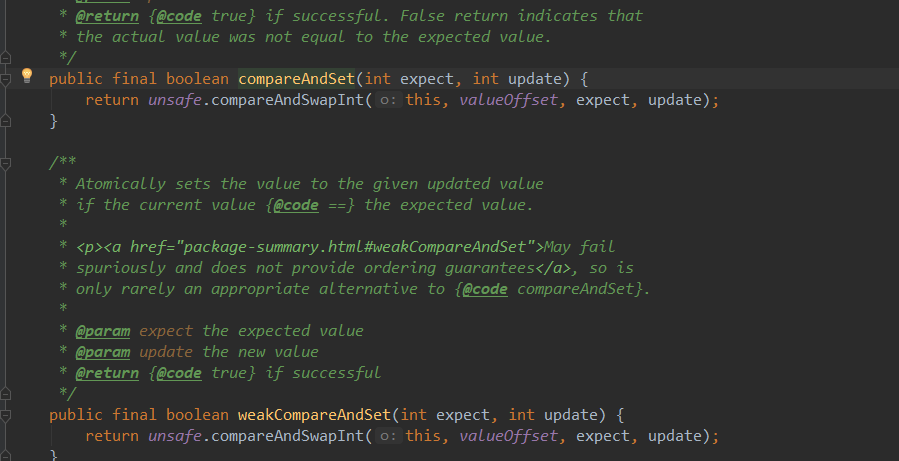 * @return {@code true} if successful. False return indicates that
* the actual value was not equal to the expected value.
*/
public final boolean compareAndSet(int expect, int update) {
return unsafe.compareAndSwapInt( o: this, valueOffset, expect, update);
}
/**
* Atomically sets the value to the given updated value
* if the current value {@code ==} the expected value.
*
* <p><a href="package-summary.html#weakCompareAndSet">May fail
* spuriously and does not provide ordering guarantees</a>, so is
* only rarely an appropriate alternative to {@code compareAndSet}.
*
* @param expect the expected value
* @param update the new value
* @return {@code true} if successful
*/
public final boolean weakCompareAndSet(int expect, int update) {
return unsafe.compareAndSwapInt( o: this, valueOffset, expect, update);
}